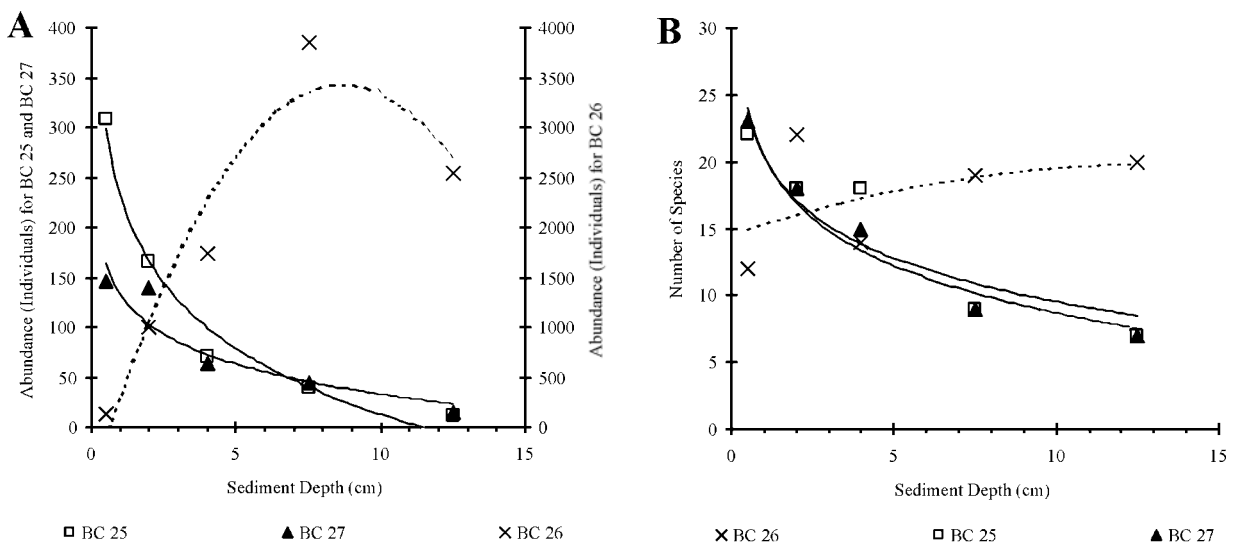 A
Abundance (Individuals) for BC 25 and BC 27
400
350
300
250
200
150
100
50
0
4000
3500
3000
2500
2000
1500
1000
500
0
Abundance (Individuals) for BC 26
0 5 10 15
Sediment Depth (cm)
BC 25 BC 27 BC 26
B
Number of Species
30
25
20
15
10
5
0
0 5 10 15
Sediment Depth (cm)
BC 26 BC 25 BC 27